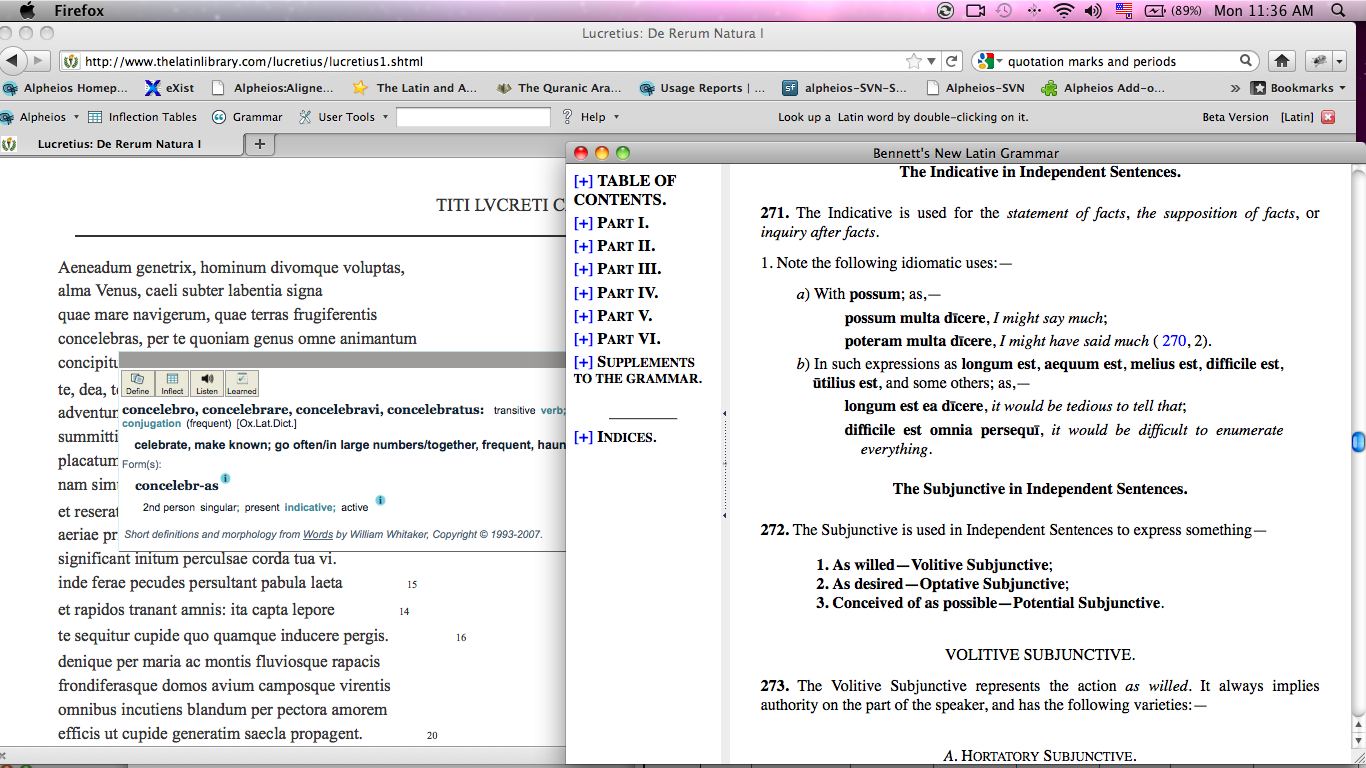 Firefox
(89%) Mon 11:36 AM
Lucretius: De Rerum Natura I
http://www.thelatinlibrary.com/lucretius/lucretius1.shtml
quotation marks and periods
Alpheios Homep... eXist Alpheios:Aligne... The Latin and A... The Quranic Ara... Usage Reports | ... sf alpheios-SVN-S... Alpheios-SVN Alpheios Add-o... » Bookmarks
Alpheios Inflection Tables Grammar User Tools ? Help Look up a Latin word by double-clicking on it. Beta Version [Latin]
Lucretius: De Rerum Natura I +
TITI LVCRETI
Aeneadum genetrix, hominum divomque voluptas,
alma Venus, caeli subter labentia signa
quae mare navigerum, quae terras frugiferentis
concelebras, per te quoniam genus omne animantum
concipitu
te, dea, t
adventu
summitti
placatum
nam sim
et reserat
aeriae pr
significant initum perculsae corda tua vi.
inde ferae pecudes persultant pabula laeta 15
et rapidos tranant amnis: ita capta lepore 14
te sequitur cupide quo quamque inducere pergis. 16
denique per maria ac montis fluviosque rapacis
frondiferasque domos avium camposque virentis
omnibus incutiens blandum per pectora amorem
efficis ut cupide generatim saecla propagent. 20
Define Inflect Listen Learned
concelebro, concelebrare, concelebravi, concelebratus: transitive verb;
conjugation (frequent) [Ox.Lat.Dict.]
celebrate, make known; go often/in large numbers/together, frequent, haun
Form(s):
concelebr-as i
2nd person singular; present indicative; active i
Short definitions and morphology from Words by William Whitaker, Copyright © 1993-2007.
Bennett's New Latin Grammar
[+] TABLE OF
CONTENTS.
[+] PART I.
[+] PART II.
[+] PART III.
[+] PART IV.
[+] PART V.
[+] PART VI.
[+] SUPPLEMENTS
TO THE GRAMMAR.
[+] INDICES.
The Indicative in Independent Sentences.
271. The Indicative is used for the statement of facts, the supposition of facts, or
inquiry after facts.
1. Note the following idiomatic uses:—
a) With possum; as,—
possum multa dīcere, I might say much;
poteram multa dīcere, I might have said much ( 270, 2).
b) In such expressions as longum est, aequum est, melius est, difficile est,
ūtilius est, and some others; as,—
longum est ea dīcere, it would be tedious to tell that;
difficile est omnia persequī, it would be difficult to enumerate
everything.
The Subjunctive in Independent Sentences.
272. The Subjunctive is used in Independent Sentences to express something—
1. As willed—Volitive Subjunctive;
2. As desired—Optative Subjunctive;
3. Conceived of as possible—Potential Subjunctive.
VOLITIVE SUBJUNCTIVE.
273. The Volitive Subjunctive represents the action as willed. It always implies
authority on the part of the speaker, and has the following varieties:—
A. HORTATORY SUBJUNCTIVE.